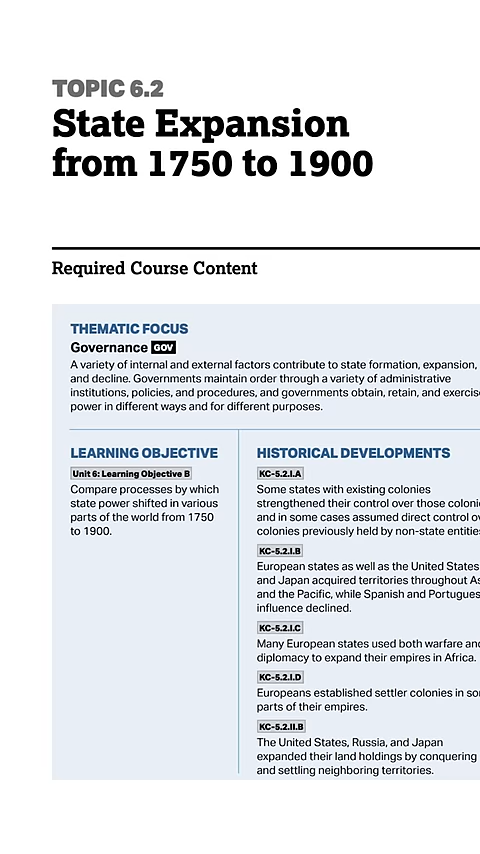 TOPIC 6.2
State Expansion
from 1750 to 1900
Required Course Content
THEMATIC FOCUS
Governance GOV
A variety of internal and external factors contribute to state formation, expansion,
and decline. Governments maintain order through a variety of administrative
institutions, policies, and procedures, and governments obtain, retain, and
power in different ways and for different purposes.
LEARNING OBJECTIVE
Unit 6: Learning Objective B
Compare processes by which
state power shifted in various
parts of the world from 1750
to 1900.
HISTORICAL DEVELOPMENTS
KC-5.2.I.A
Some states with existing colonies
strengthened their control over those
and in some cases assumed direct control
colonies previously held by non-state
KC-5.2.I.B
European states as well as the United States
and Japan acquired territories throughout
and the Pacific, while Spanish and
influence declined.
KC-5.2.I.C
Many European states used both warfare
diplomacy to expand their empires in Africa.
KC-5.2.I.D
Europeans established settler colonies in
parts of their empires.
KC-5.2.II.B
The United States, Russia, and Japan
expanded their land holdings by conquering
and settling neighboring territories.